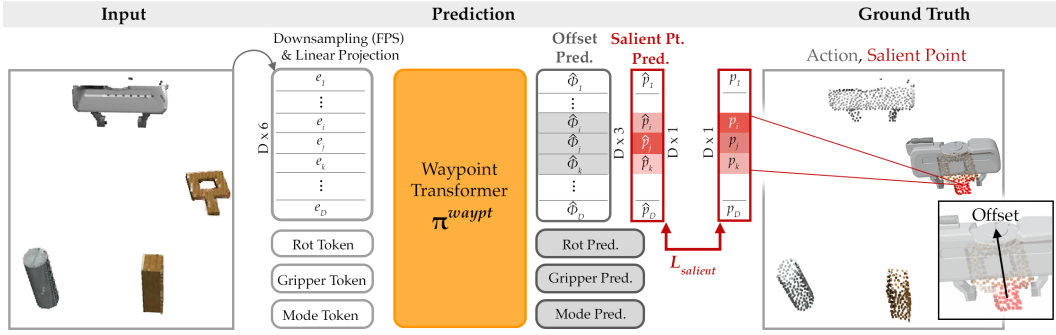 Input
Prediction
Ground Truth
Downsampling (FPS)
& Linear Projection
Offset
Pred.
Salient Pt.
Pred.
Action, Salient Point
D x 6
e1
⋮
ei
ej
ek
⋮
eD
Rot Token
Gripper Token
Mode Token
Waypoint
Transformer
π^waypt
Φ̂1
⋮
Φ̂i
Φ̂j
Φ̂k
⋮
Φ̂D
D x 3
Rot Pred.
Gripper Pred.
Mode Pred.
p̂1
p̂i
p̂j
p̂k
p̂D
D x 1
D x 1
p1
pi
pj
pk
pD
Lsalient
Offset